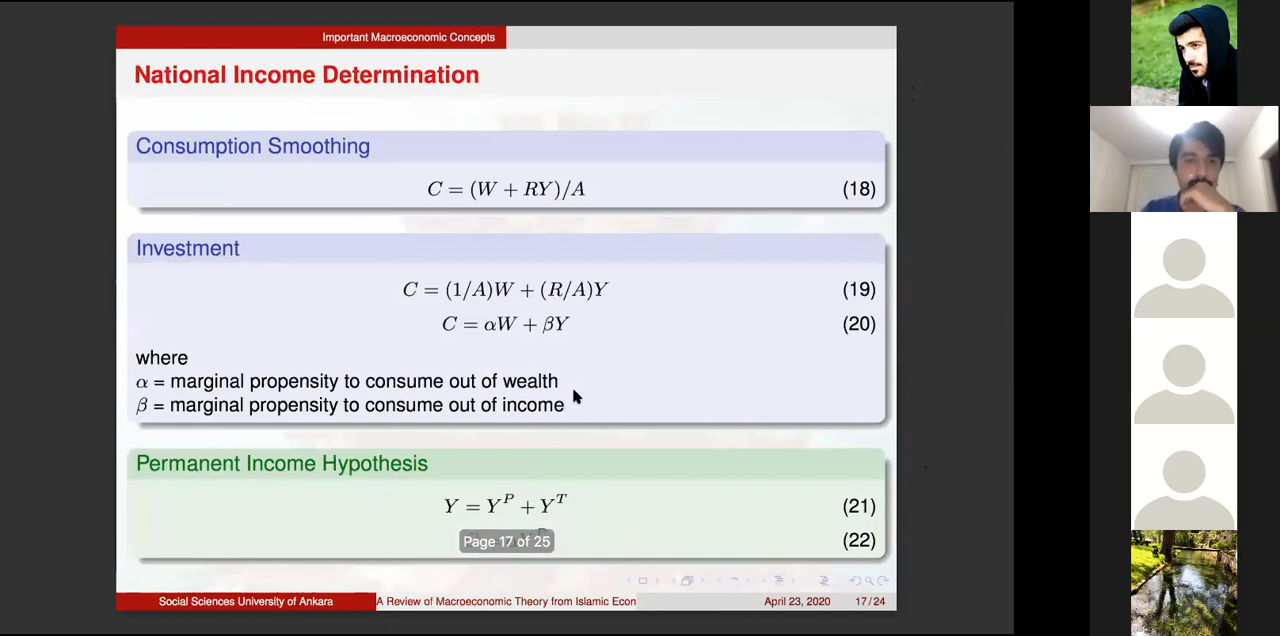 Important Macroeconomic Concepts
National Income Determination
Consumption Smoothing
C = (W + RY)/A (18)
Investment
C = (1/A)W + (R/A)Y (19)
C = αW + βY (20)
where
α = marginal propensity to consume out of wealth
β = marginal propensity to consume out of income
Permanent Income Hypothesis
Y = Y^P + Y^T (21)
(22)
Page 17 of 25
Social Sciences University of Ankara A Review of Macroeconomic Theory from Islamic Econ April 23, 2020 17/24